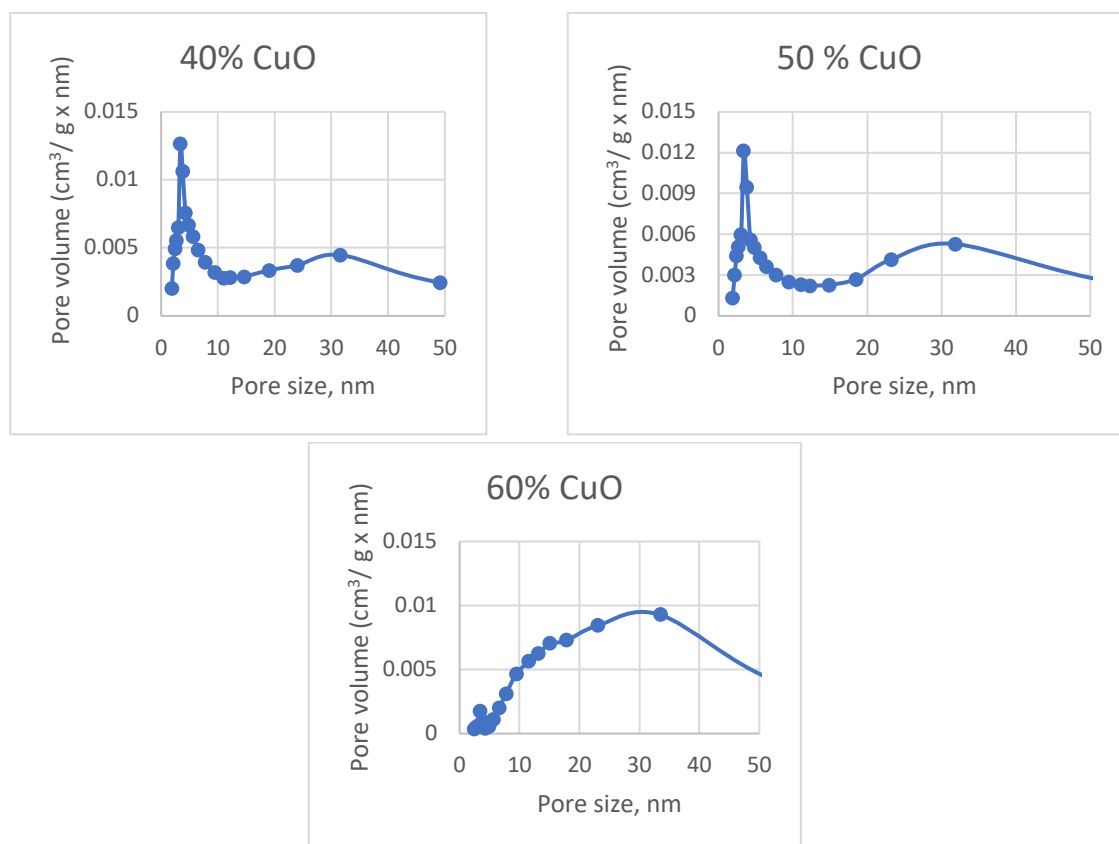 40% CuO
Pore volume (cm³/ g x nm)
0.015
0.01
0.005
0
0 10 20 30 40 50
Pore size, nm
50 % CuO
Pore volume (cm³/ g x nm)
0.015
0.012
0.009
0.006
0.003
0
0 10 20 30 40 50
Pore size, nm
60% CuO
Pore volume (cm³/ g x nm)
0.015
0.01
0.005
0
0 10 20 30 40 50
Pore size, nm